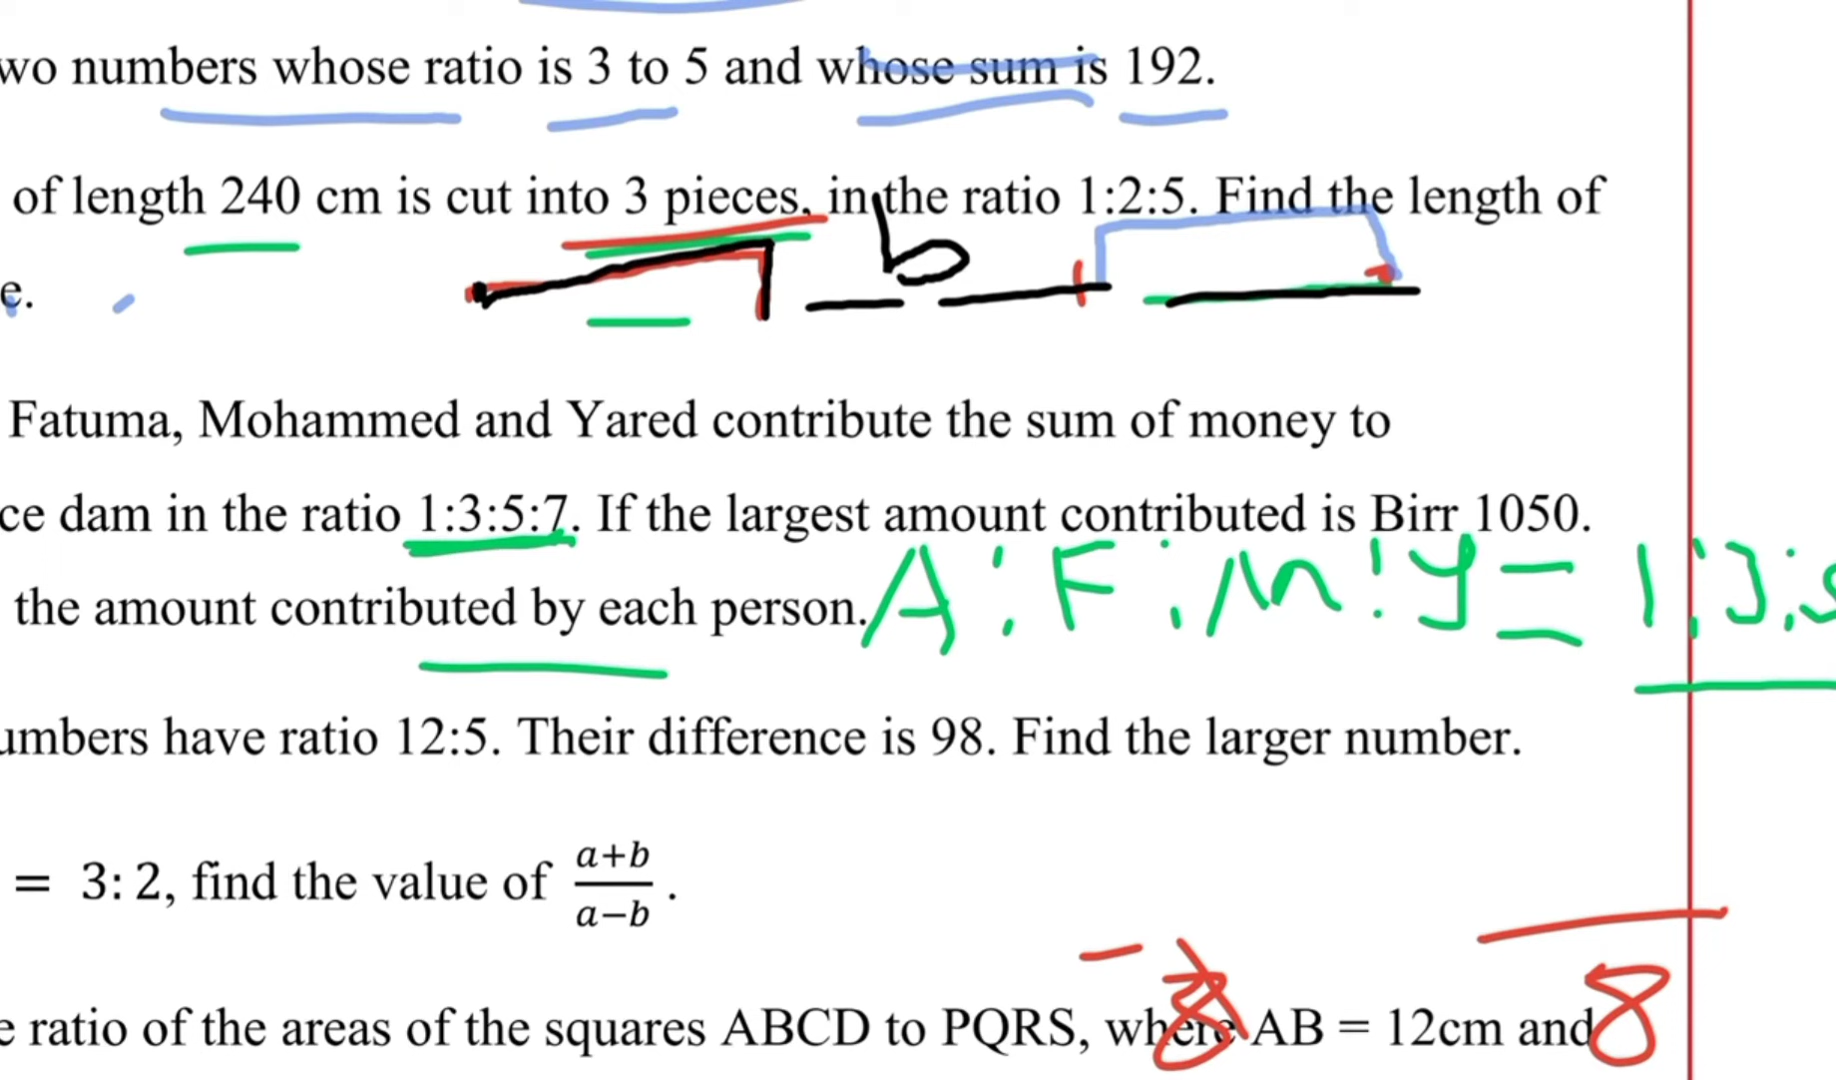 wo numbers whose ratio is 3 to 5 and whose sum is 192.
of length 240 cm is cut into 3 pieces, in the ratio 1:2:5. Find the length of
b
e.
Fatuma, Mohammed and Yared contribute the sum of money to
ce dam in the ratio 1:3:5:7. If the largest amount contributed is Birr 1050.
the amount contributed by each person. A:F:M:Y= 1:3:5
umbers have ratio 12:5. Their difference is 98. Find the larger number.
= 3: 2, find the value of a+b/a−b .
8
e ratio of the areas of the squares ABCD to PQRS, where AB = 12cm and
8